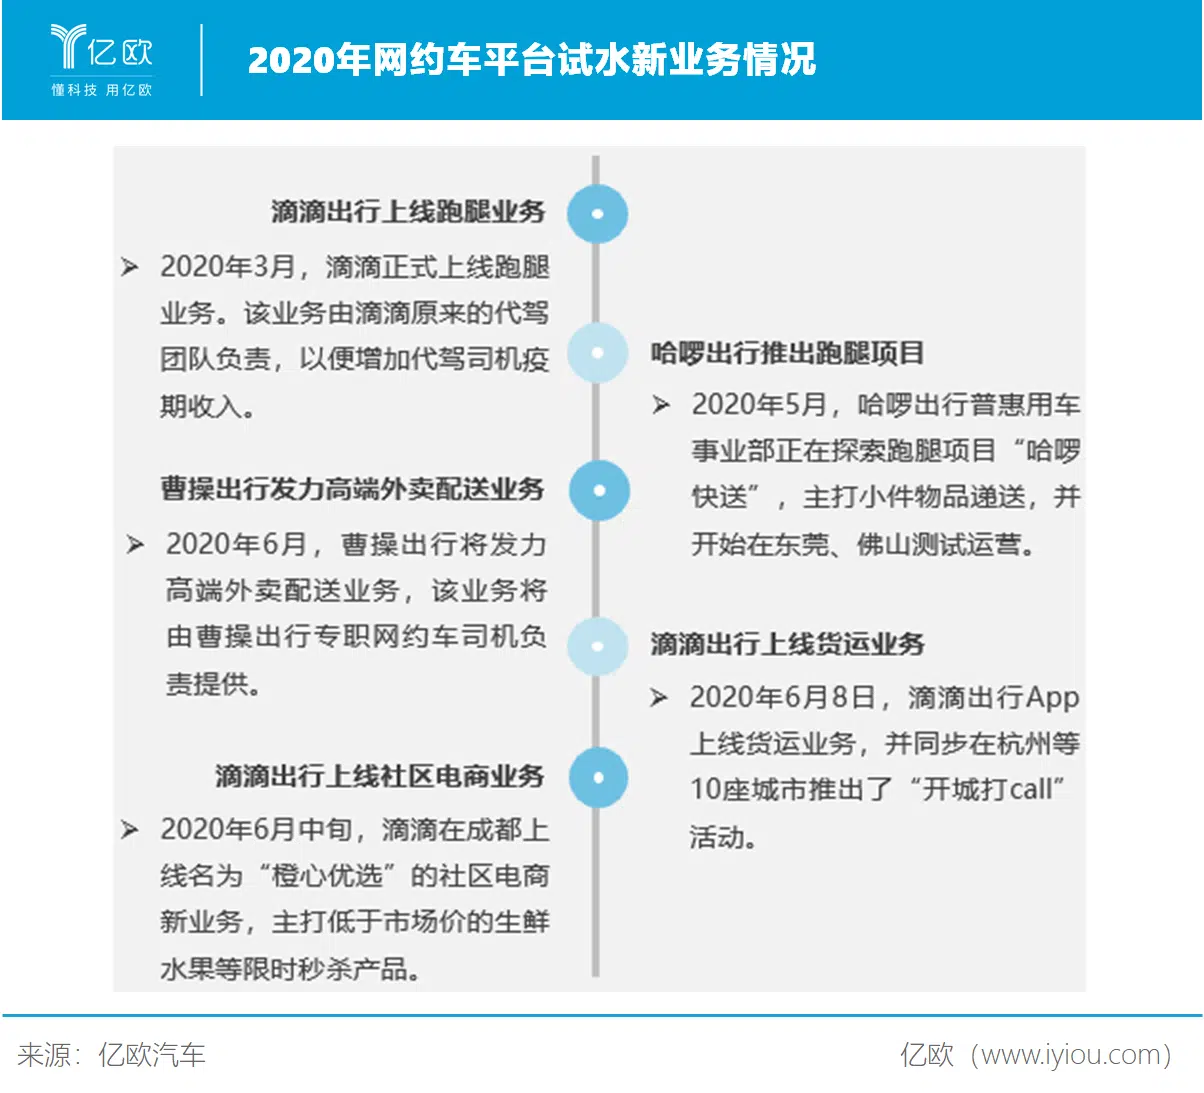 亿欧
懂科技 用亿欧
2020年网约车平台试水新业务情况
滴滴出行上线跑腿业务
2020年3月，滴滴正式上线跑腿
业务。该业务由滴滴原来的代驾
团队负责，以便增加代驾司机疫
期收入。
哈啰出行推出跑腿项目
2020年5月，哈啰出行普惠用车
事业部正在探索跑腿项目“哈啰
快送”，主打小件物品递送，并
开始在东莞、佛山测试运营。
曹操出行发力高端外卖配送业务
2020年6月，曹操出行将发力
高端外卖配送业务，该业务将
由曹操出行专职网约车司机负
责提供。
滴滴出行上线货运业务
2020年6月8日，滴滴出行App
上线货运业务，并同步在杭州等
10座城市推出了“开城打call”
活动。
滴滴出行上线社区电商业务
2020年6月中旬，滴滴在成都上
线名为“橙心优选”的社区电商
新业务，主打低于市场价的生鲜
水果等限时秒杀产品。
来源：亿欧汽车
亿欧（www.iyiou.com）